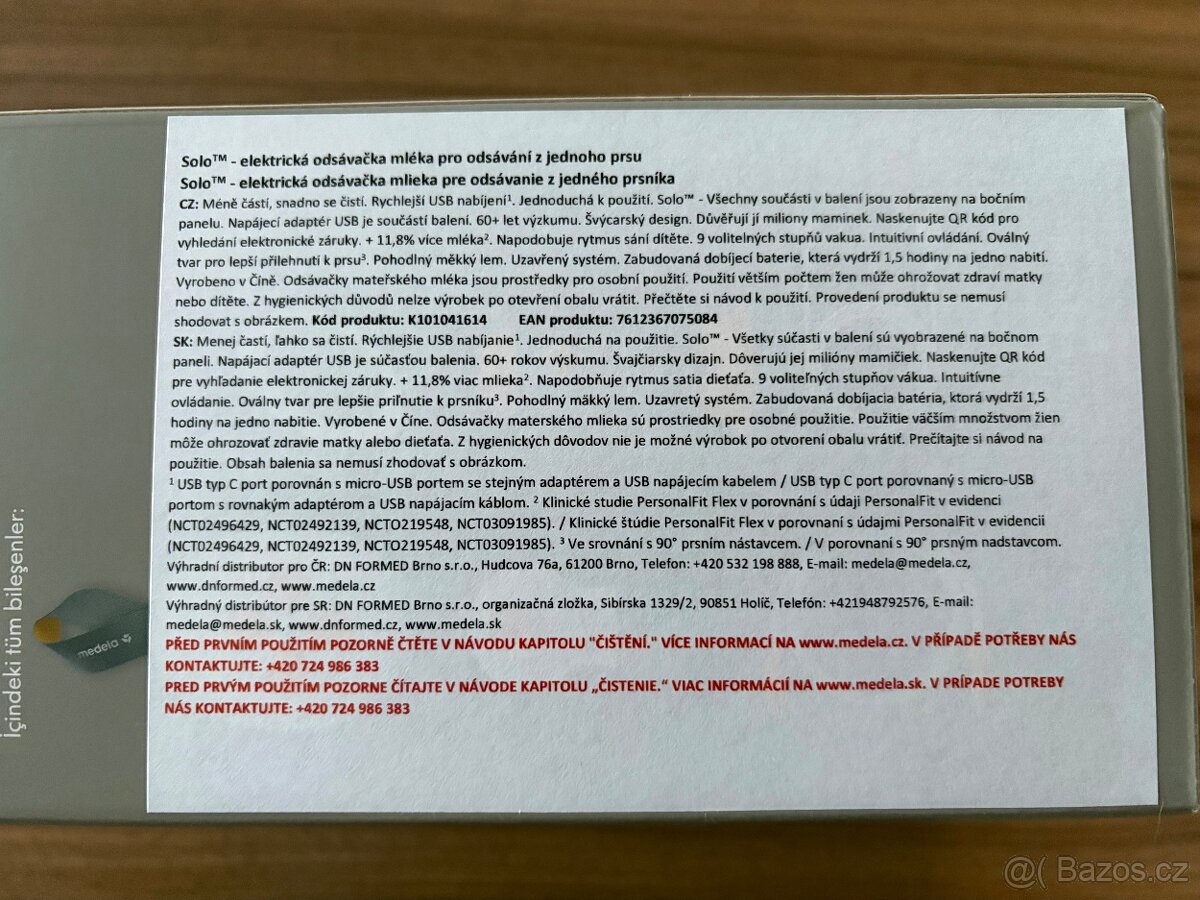 Solo™ - elektrická odsávačka mléka pro odsávání z jednoho prsu
Solo™ - elektrická odsávačka mlieka pre odsávanie z jedného prsníka
CZ: Méně částí, snadno se čistí. Rychlejší USB nabíjení¹. Jednoduchá k použití. Solo™ - Všechny součásti v balení jsou zobrazeny na bočním
panelu. Napájecí adaptér USB je součástí balení. 60+ let výzkumu. Švýcarský design. Důvěřují jí miliony maminek. Naskenujte QR kód pro
vyhledání elektronické záruky. + 11,8% více mléka². Napodobuje rytmus sání dítěte. 9 volitelných stupňů vakua. Intuitivní ovládání. Oválný
tvar pro lepší přilehnutí k prsu³. Pohodlný měkký lem. Uzavřený systém. Zabudovaná dobíjecí baterie, která vydrží 1,5 hodiny na jedno nabití.
Vyrobeno v Číně. Odsávačky mateřského mléka jsou prostředky pro osobní použití. Použití větším počtem žen může ohrožovat zdraví matky
nebo dítěte. Z hygienických důvodů nelze výrobek po otevření obalu vrátit. Přečtěte si návod k použití. Provedení produktu se nemusí
shodovat s obrázkem. Kód produktu: K101041614 EAN produktu: 7612367075084
SK: Menej častí, ľahko sa čistí. Rýchlejšie USB nabíjanie¹. Jednoduchá na použitie. Solo™ - Všetky súčasti v balení sú vyobrazené na bočnom
paneli. Napájací adaptér USB je súčasťou balenia. 60+ rokov výskumu. Švajčiarsky dizajn. Dôverujú jej milióny mamičiek. Naskenujte QR kód
pre vyhľadanie elektronickej záruky. + 11,8% viac mlieka². Napodobňuje rytmus satia dieťaťa. 9 voliteľných stupňov vákua. Intuitívne
ovládanie. Oválny tvar pre lepšie priľnutie k prsníku³. Pohodlný mäkký lem. Uzavretý systém. Zabudovaná dobíjacia batéria, ktorá vydrží 1,5
hodiny na jedno nabitie. Vyrobené v Číne. Odsávačky materského mlieka sú prostriedky pre osobné použitie. Použitie väčším množstvom žien
môže ohrozovať zdravie matky alebo dieťaťa. Z hygienických dôvodov nie je možné výrobok po otvorení obalu vrátiť. Prečítajte si návod na
použitie. Obsah balenia sa nemusí zhodovať s obrázkom.
¹ USB typ C port porovnán s micro-USB portem se stejným adaptérem a USB napájecím kabelem / USB typ C port porovnaný s micro-USB
portom s rovnakým adaptérom a USB napájacím káblom. ² Klinické studie PersonalFit Flex v porovnání s údaji PersonalFit v evidenci
(NCT02496429, NCT02492139, NCTO219548, NCT03091985). / Klinické štúdie PersonalFit Flex v porovnaní s údajmi PersonalFit v evidencii
(NCT02496429, NCT02492139, NCTO219548, NCT03091985). ³ Ve srovnání s 90° prsním nástavcem. / V porovnaní s 90° prsným nadstavcom.
Výhradní distributor pro ČR: DN FORMED Brno s.r.o., Hudcova 76a, 61200 Brno, Telefon: +420 532 198 888, E-mail: medela@medela.cz,
www.dnformed.cz, www.medela.cz
Výhradný distribútor pre SR: DN FORMED Brno s.r.o., organizačná zložka, Sibírska 1329/2, 90851 Holíč, Telefón: +421948792576, E-mail:
medela@medela.sk, www.dnformed.cz, www.medela.sk
PŘED PRVNÍM POUŽITÍM POZORNĚ ČTĚTE V NÁVODU KAPITOLU "ČIŠTĚNÍ." VÍCE INFORMACÍ NA www.medela.cz. V PŘÍPADĚ POTŘEBY NÁS
KONTAKTUJTE: +420 724 986 383
PRED PRVÝM POUŽITÍM POZORNE ČÍTAJTE V NÁVODE KAPITOLU „ČISTENIE.“ VIAC INFORMÁCIÍ NA www.medela.sk. V PRÍPADE POTREBY
NÁS KONTAKTUJTE: +420 724 986 383
İçindeki tüm bileşenler:
medela
@( Bazos.cz